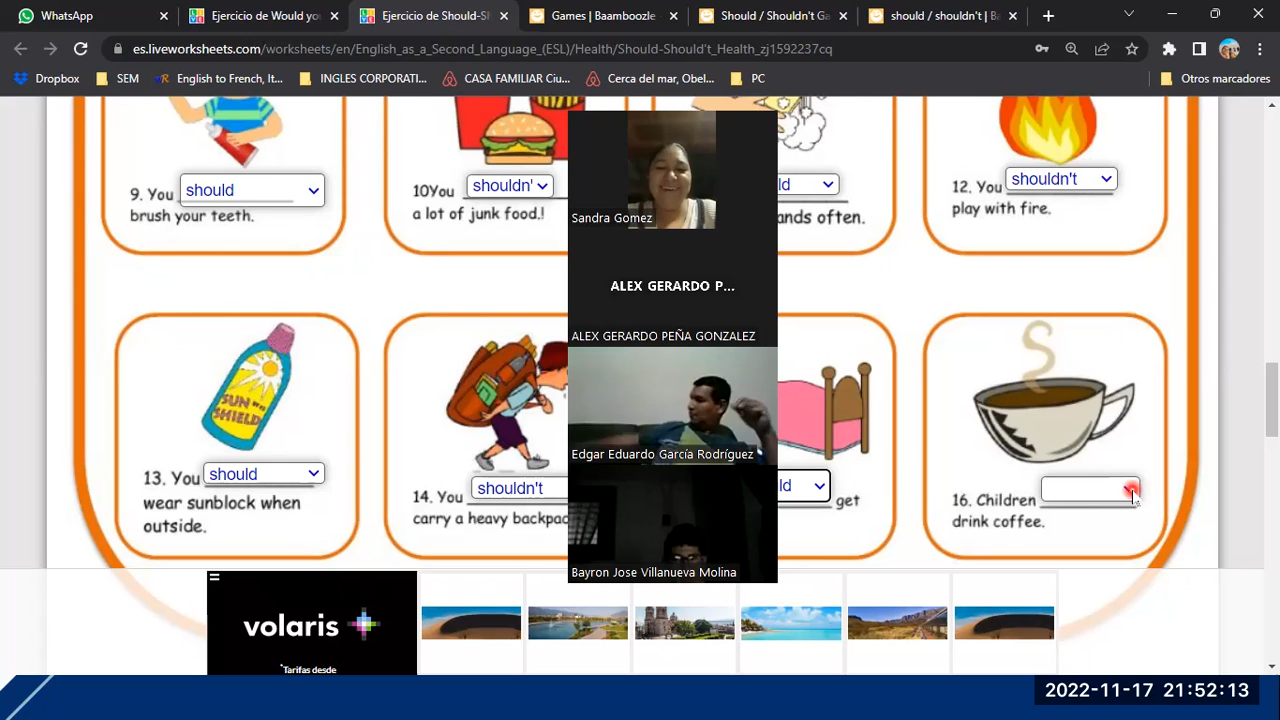 WhatsApp
Ejercicio de Would you
Ejercicio de Should-Sh
Games | Baamboozle
Should / Shouldn't Ga
should / shouldn't | B
es.liveworksheets.com/worksheets/en/English_as_a_Second_Language_(ESL)/Health/Should-Should't_Health_zj1592237cq
Dropbox
SEM
English to French, It...
INGLES CORPORATI...
CASA FAMILIAR Ciu...
Cerca del mar, Obel...
PC
Otros marcadores
9. You should
brush your teeth.
10You shouldn'
a lot of junk food.!
ld
ands often.
12. You shouldn't
play with fire.
Sandra Gomez
ALEX GERARDO P...
ALEX GERARDO PEÑA GONZALEZ
Edgar Eduardo García Rodríguez
Bayron Jose Villanueva Molina
SUN
SHIELD
13. You should
wear sunblock when
outside.
14. You shouldn't
carry a heavy backpac
ld get
16. Children
drink coffee.
volaris
*Tarifas desde
2022-11-17 21:52:13